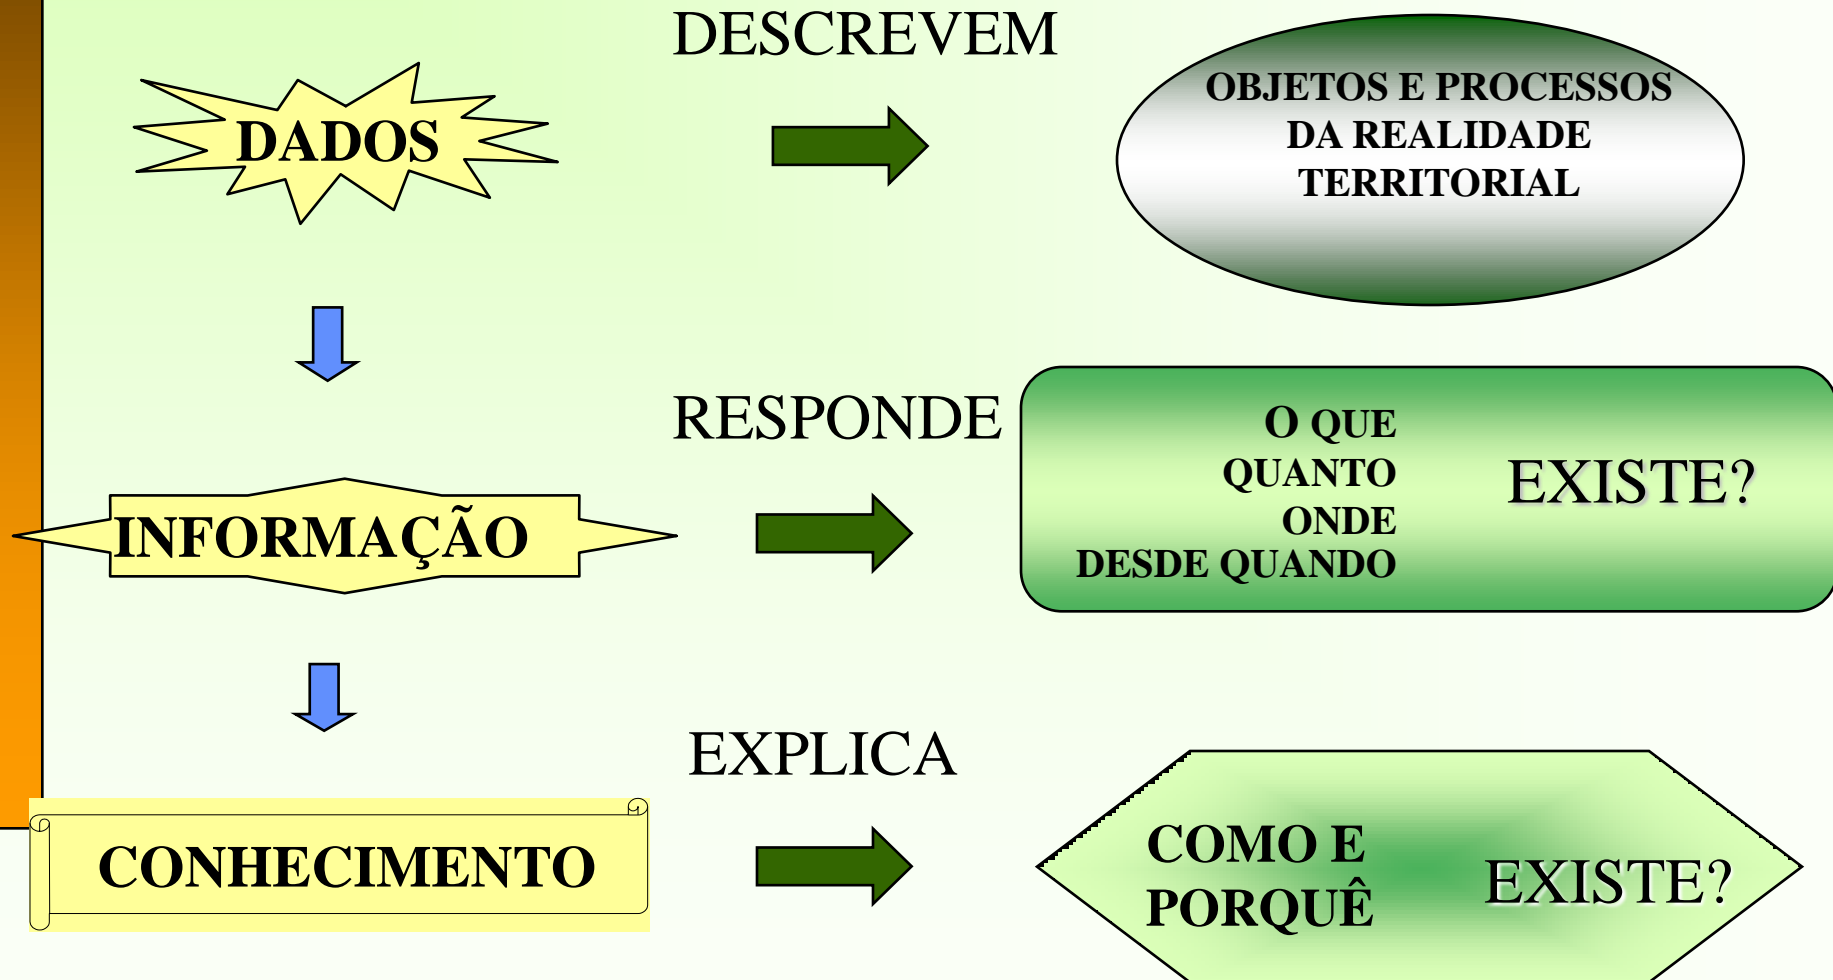 DESCREVEM
DADOS
OBJETOS E PROCESSOS
DA REALIDADE
TERRITORIAL
RESPONDE
INFORMAÇÃO
O QUE
QUANTO
ONDE
DESDE QUANDO
EXISTE?
EXPLICA
CONHECIMENTO
COMO E
PORQUÊ
EXISTE?